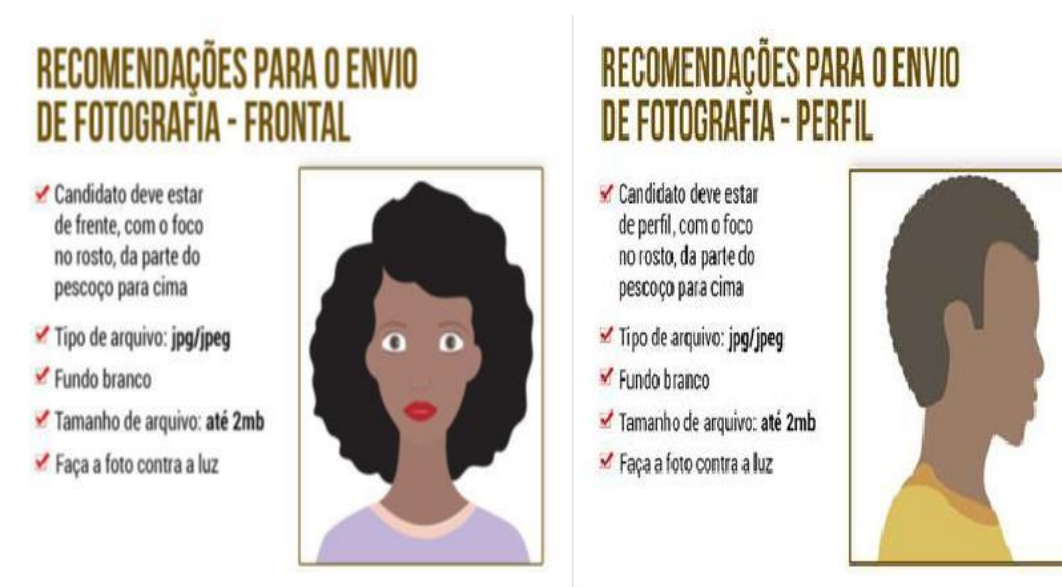 RECOMENDAÇÕES PARA O ENVIO
DE FOTOGRAFIA - FRONTAL
Candidato deve estar
de frente, com o foco
no rosto, da parte do
pescoço para cima
Tipo de arquivo: jpg/jpeg
Fundo branco
Tamanho de arquivo: até 2mb
Faça a foto contra a luz
RECOMENDAÇÕES PARA O ENVIO
DE FOTOGRAFIA - PERFIL
Candidato deve estar
de perfil, com o foco
no rosto, da parte do
pescoço para cima
Tipo de arquivo: jpg/jpeg
Fundo branco
Tamanho de arquivo: até 2mb
Faça a foto contra a luz